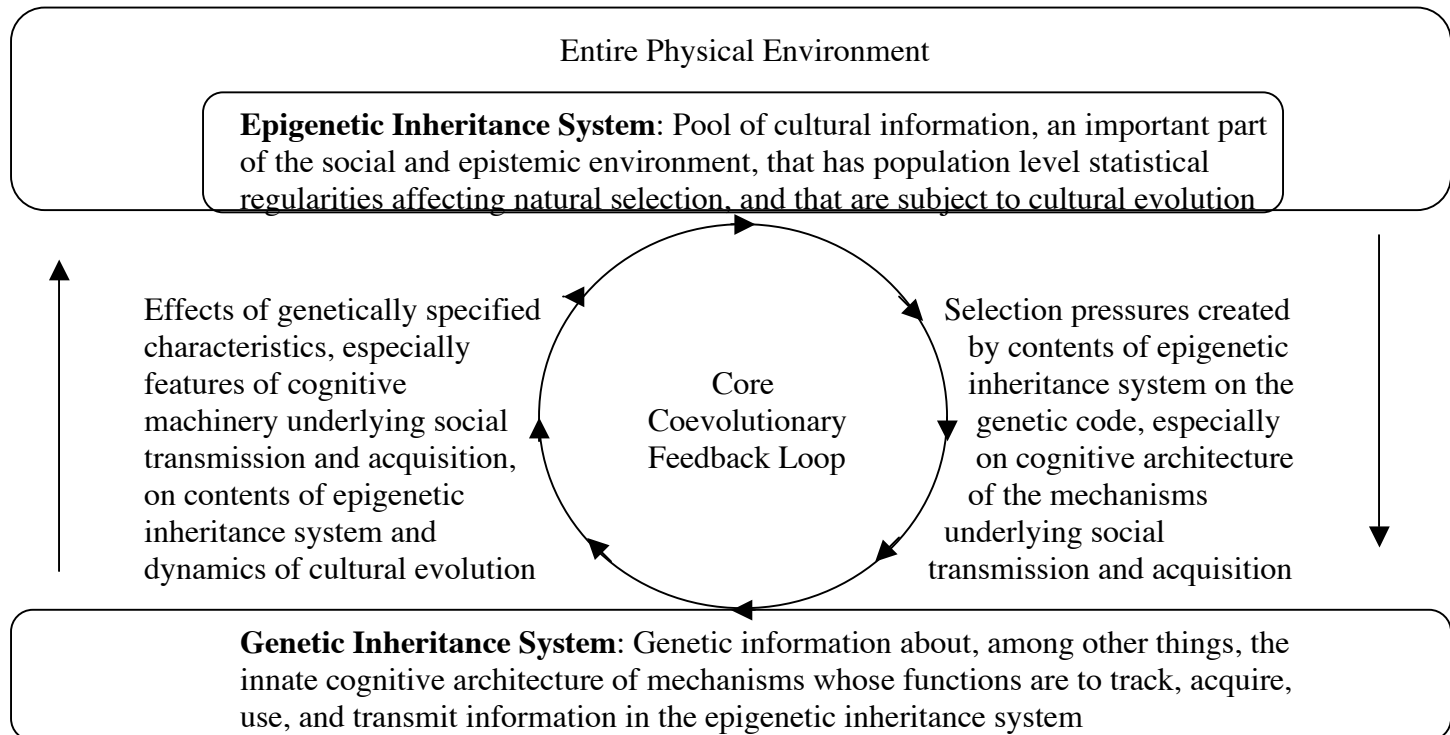 Entire Physical Environment
Epigenetic Inheritance System: Pool of cultural information, an important part
of the social and epistemic environment, that has population level statistical
regularities affecting natural selection, and that are subject to cultural evolution
Effects of genetically specified
characteristics, especially
features of cognitive
machinery underlying social
transmission and acquisition,
on contents of epigenetic
inheritance system and
dynamics of cultural evolution
Core
Coevolutionary
Feedback Loop
Selection pressures created
by contents of epigenetic
inheritance system on the
genetic code, especially
on cognitive architecture
of the mechanisms
underlying social
transmission and acquisition
Genetic Inheritance System: Genetic information about, among other things, the
innate cognitive architecture of mechanisms whose functions are to track, acquire,
use, and transmit information in the epigenetic inheritance system